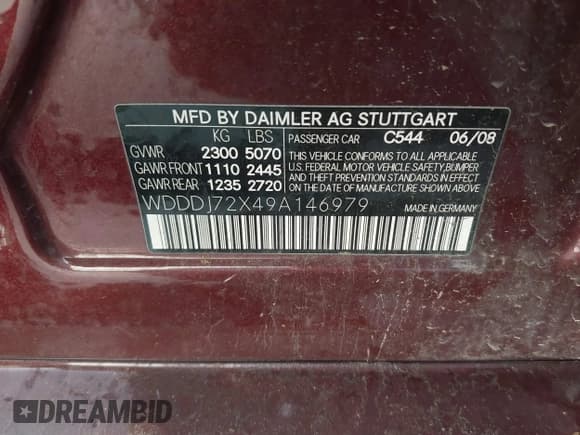 MFD BY DAIMLER AG STUTTGART
KG LBS PASSENGER CAR C544 06/08
GVWR 2300 5070 THIS VEHICLE CONFORMS TO ALL APPLICABLE
GAWR FRONT 1110 2445 U.S. FEDERAL MOTOR VEHICLE SAFETY, BUMPER
GAWR REAR 1235 2720 AND THEFT PREVENTION STANDARDS IN EFFECT
ON THE DATE OF MANUFACTURE SHOWN ABOVE.
WDDDJ72X49A146979
MADE IN GERMANY
DREAMBID